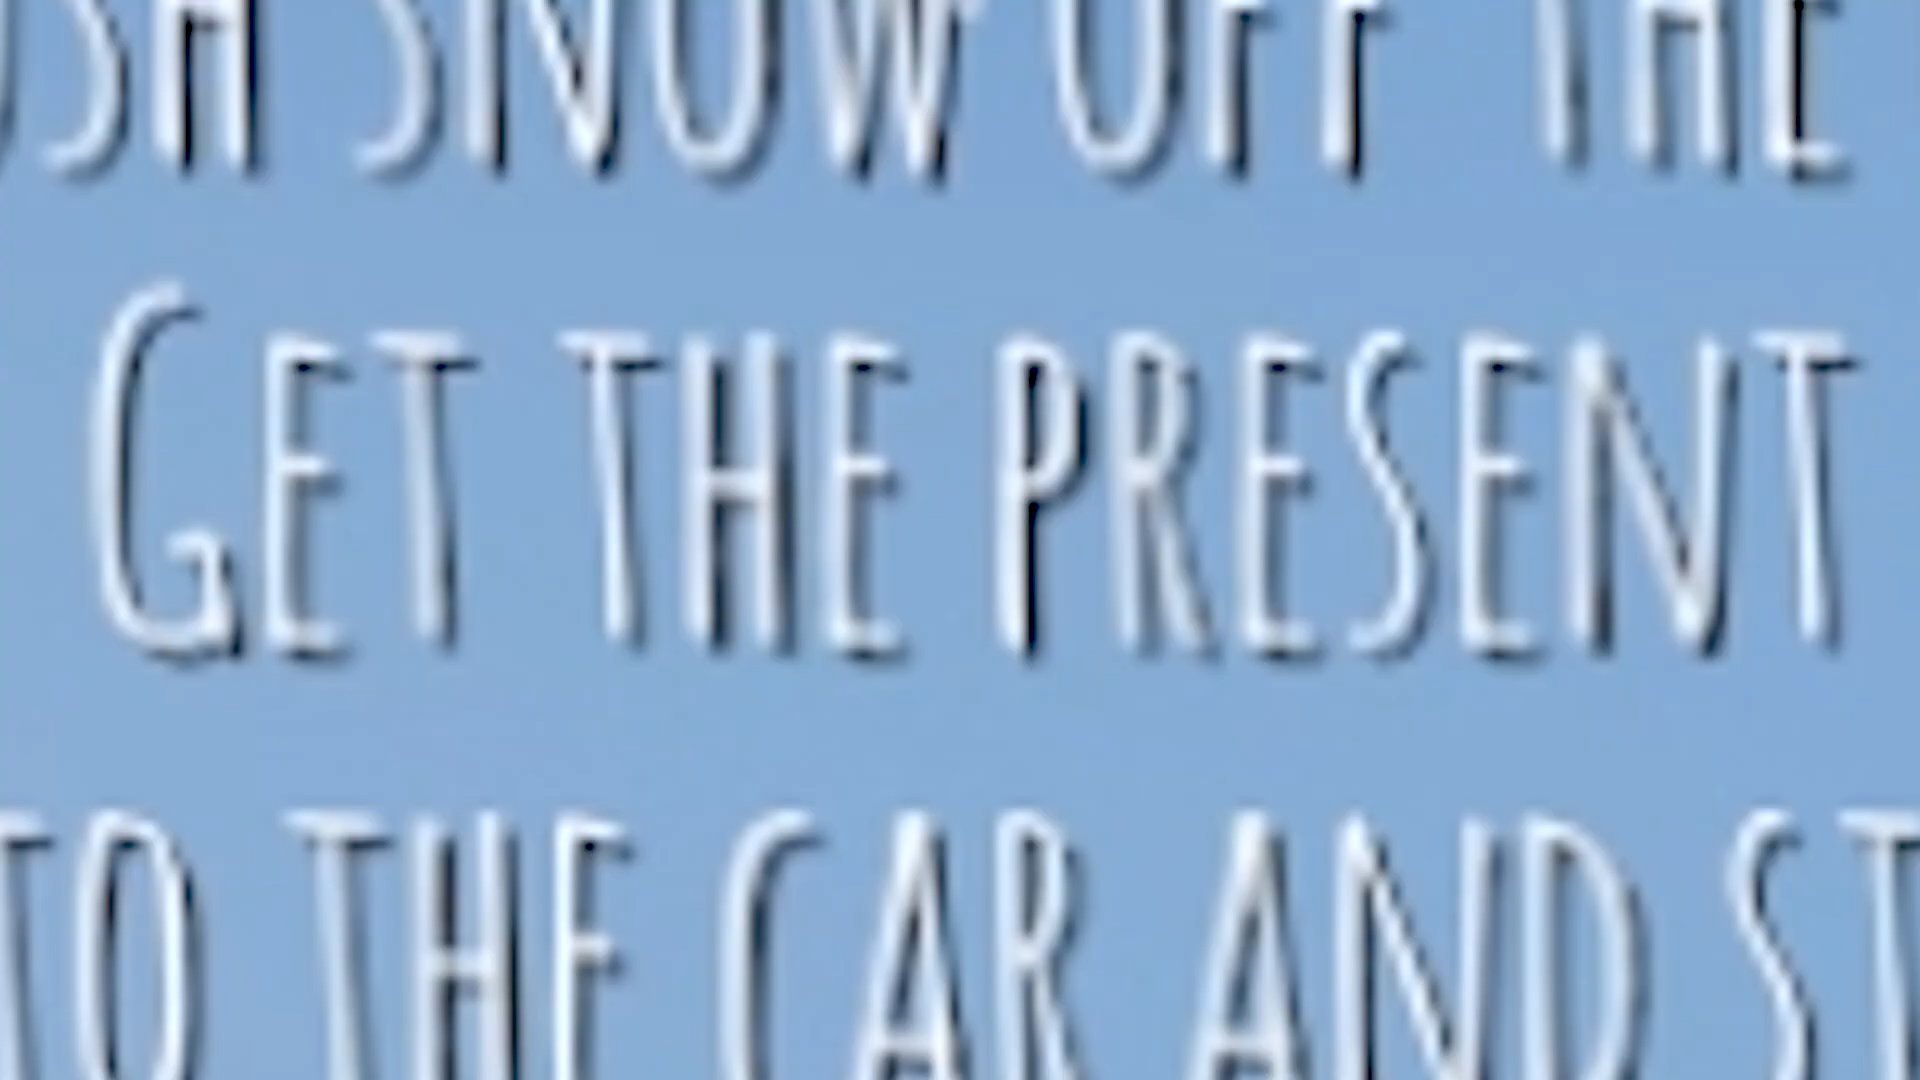 SNOW OFF THE
GET THE PRESENT
TO THE CAR AND